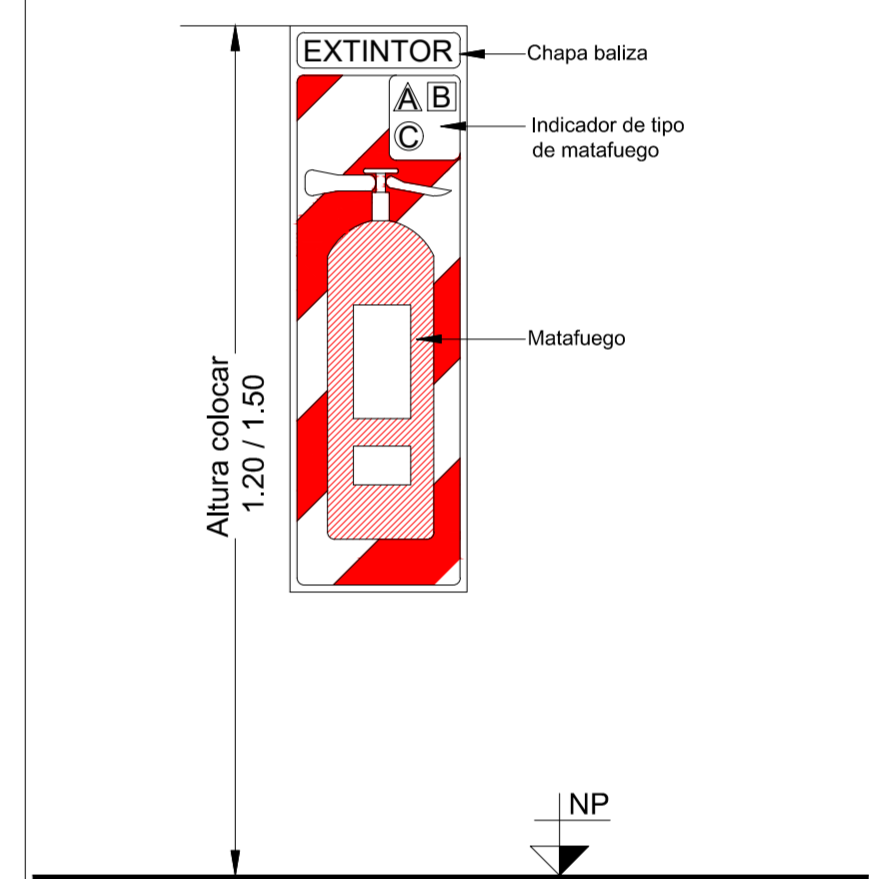 EXTINTOR
Chapa baliza
A B
C
Indicador de tipo
de matafuego
Matafuego
Altura colocar
1.20 / 1.50
NP